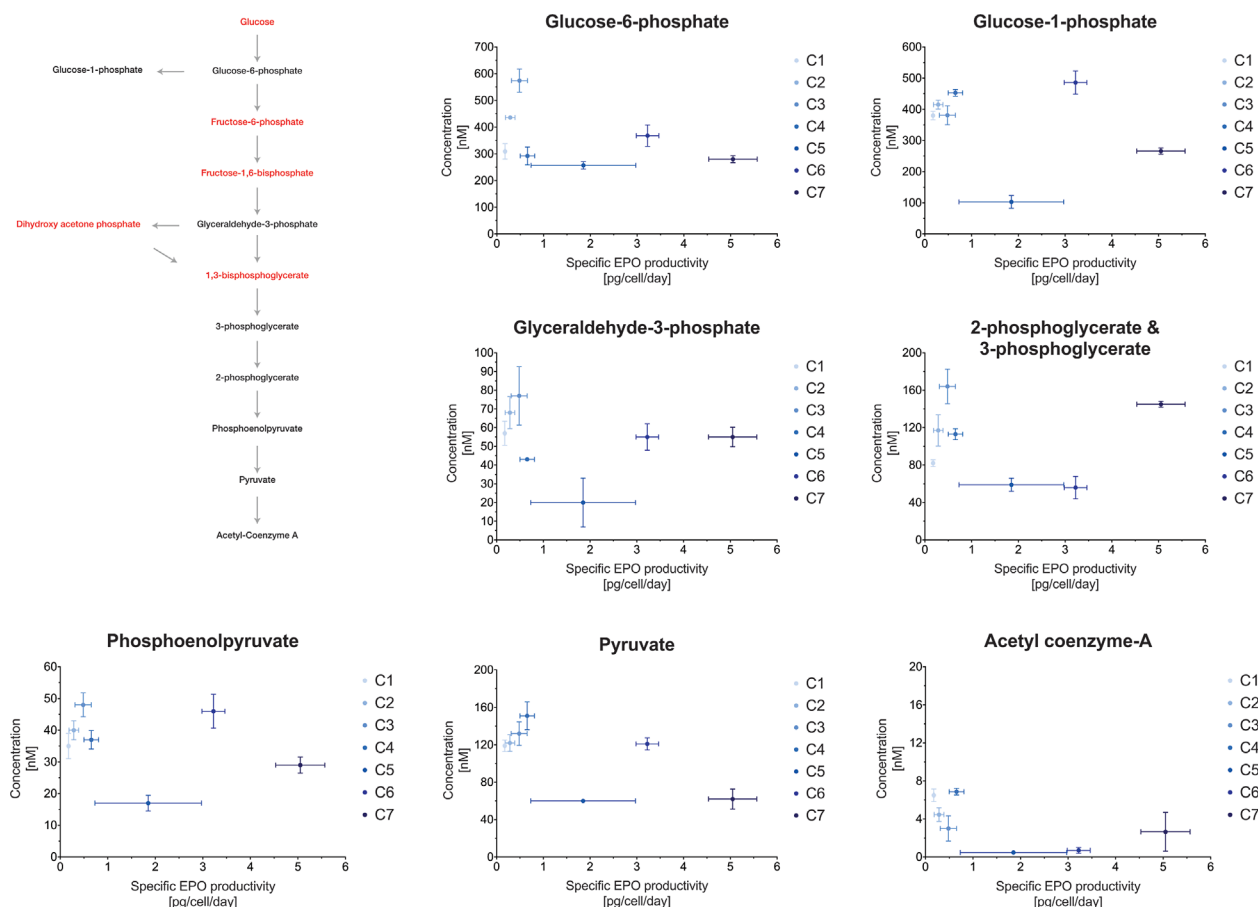 Glucose
Glucose-1-phosphate
Glucose-6-phosphate
Fructose-6-phosphate
Fructose-1,6-bisphosphate
Dihydroxy acetone phosphate
Glyceraldehyde-3-phosphate
1,3-bisphosphoglycerate
3-phosphoglycerate
2-phosphoglycerate
Phosphoenolpyruvate
Pyruvate
Acetyl-Coenzyme A
Glucose-6-phosphate
Concentration
[nM]
700
600
500
400
300
200
100
0
0 1 2 3 4 5 6
Specific EPO productivity
[pg/cell/day]
C1
C2
C3
C4
C5
C6
C7
Glucose-1-phosphate
Concentration
[nM]
600
500
400
300
200
100
0
0 1 2 3 4 5 6
Specific EPO productivity
[pg/cell/day]
C1
C2
C3
C4
C5
C6
C7
Glyceraldehyde-3-phosphate
Concentration
[nM]
100
90
80
70
60
50
40
30
20
10
0
0 1 2 3 4 5 6
Specific EPO productivity
[pg/cell/day]
C1
C2
C3
C4
C5
C6
C7
2-phosphoglycerate &
3-phosphoglycerate
Concentration
[nM]
200
160
120
80
40
0
0 1 2 3 4 5 6
Specific EPO productivity
[pg/cell/day]
C1
C2
C3
C4
C5
C6
C7
Phosphoenolpyruvate
Concentration
[nM]
60
50
40
30
20
10
0
0 1 2 3 4 5 6
Specific EPO productivity
[pg/cell/day]
C1
C2
C3
C4
C5
C6
C7
Pyruvate
Concentration
[nM]
200
160
120
80
40
0
0 1 2 3 4 5 6
Specific EPO productivity
[pg/cell/day]
C1
C2
C3
C4
C5
C6
C7
Acetyl coenzyme-A
Concentration
[nM]
20
16
12
8
4
0
0 1 2 3 4 5 6
Specific EPO productivity
[pg/cell/day]
C1
C2
C3
C4
C5
C6
C7